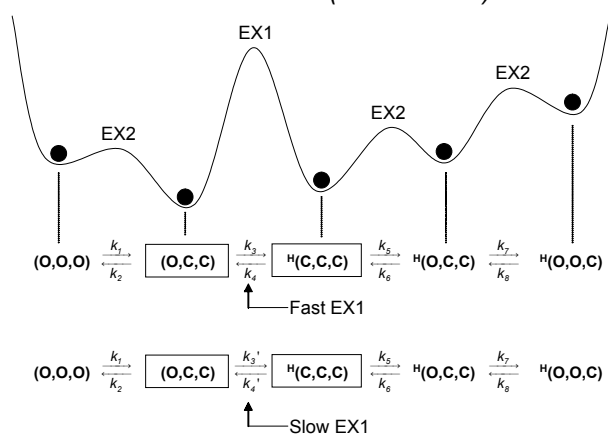 EX1
EX2
EX2
EX2
k1 k3 k5 k7
(O,O,O) (O,C,C) H(C,C,C) H(O,C,C) H(O,O,C)
k2 k4 k6 k8
Fast EX1
k1 k3' k5 k7
(O,O,O) (O,C,C) H(C,C,C) H(O,C,C) H(O,O,C)
k2 k4' k6 k8
Slow EX1